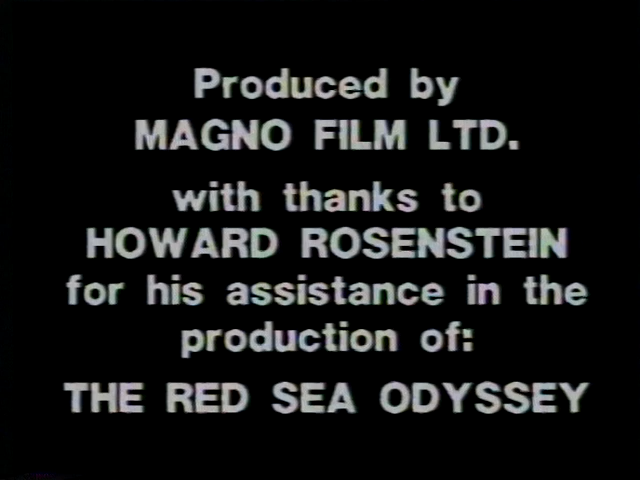 Produced by
MAGNO FILM LTD.
with thanks to
HOWARD ROSENSTEIN
for his assistance in the
production of:
THE RED SEA ODYSSEY